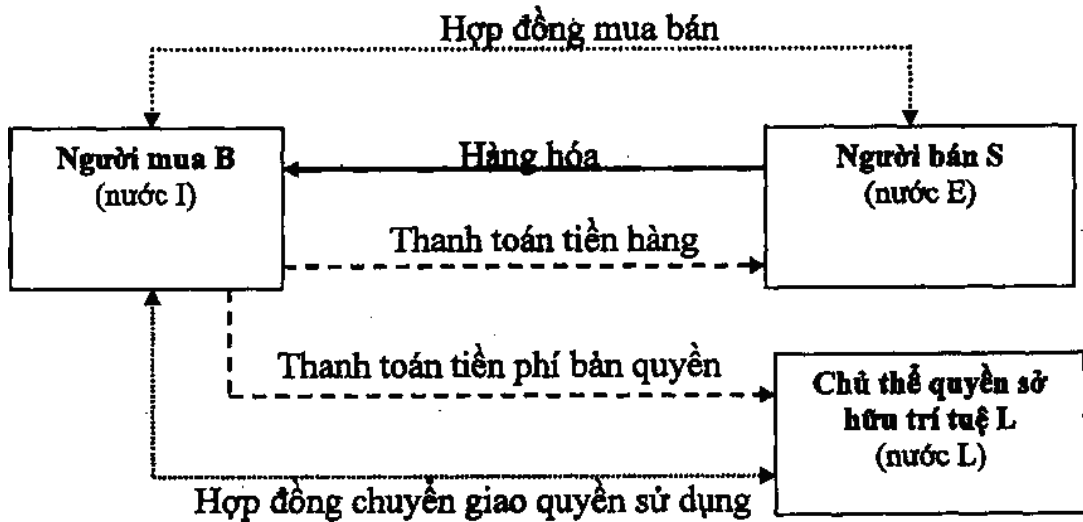 Hợp đồng mua bán
Người mua B
(nước I)
Hàng hóa
Người bán S
(nước E)
Thanh toán tiền hàng
Thanh toán tiền phí bản quyền
Chủ thể quyền sở
hữu trí tuệ L
(nước L)
Hợp đồng chuyển giao quyền sử dụng